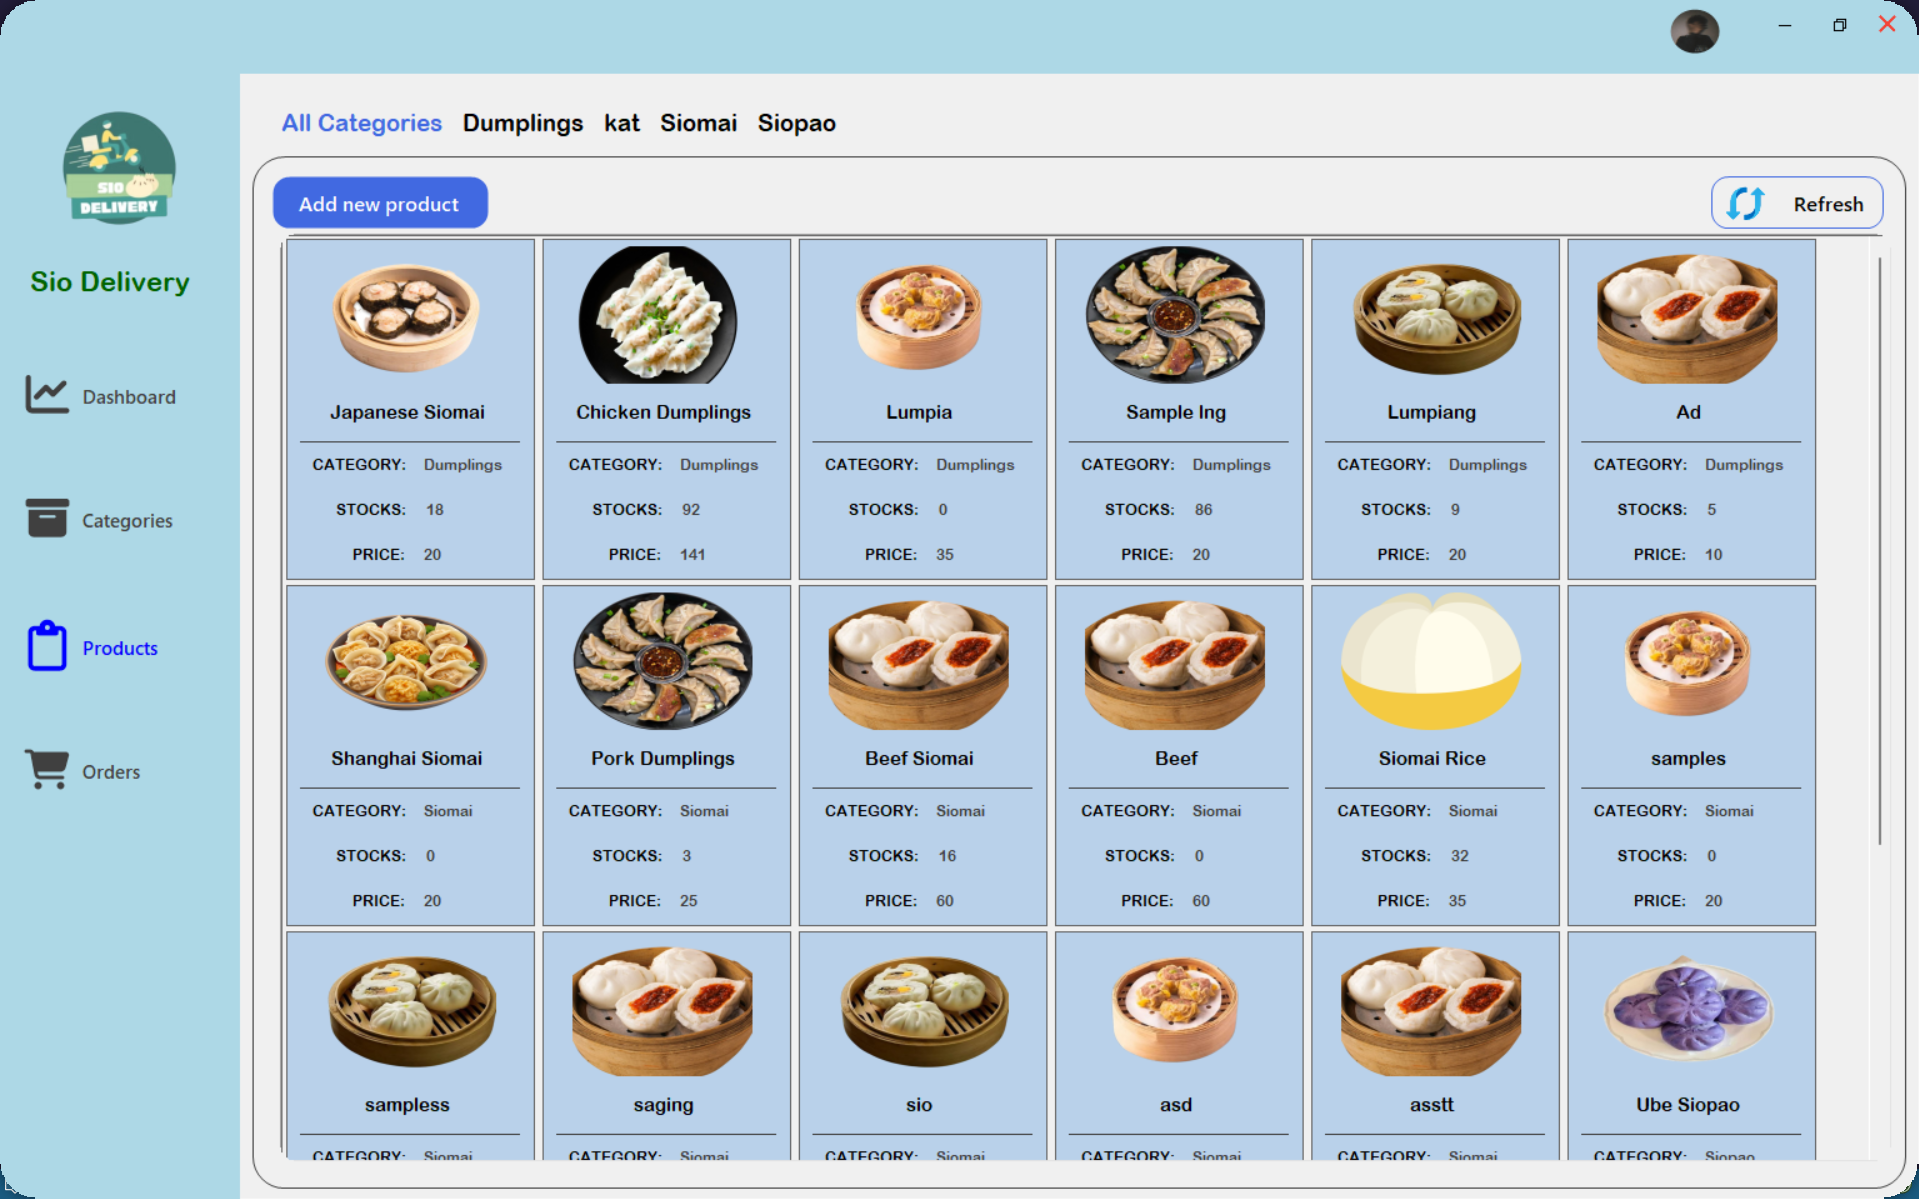 All Categories Dumplings kat Siomai Siopao
SIO
DELIVERY
Sio Delivery
Dashboard
Categories
Products
Orders
Add new product
Refresh
Japanese Siomai
CATEGORY: Dumplings
STOCKS: 18
PRICE: 20
Chicken Dumplings
CATEGORY: Dumplings
STOCKS: 92
PRICE: 141
Lumpia
CATEGORY: Dumplings
STOCKS: 0
PRICE: 35
Sample Ing
CATEGORY: Dumplings
STOCKS: 86
PRICE: 20
Lumpiang
CATEGORY: Dumplings
STOCKS: 9
PRICE: 20
Ad
CATEGORY: Dumplings
STOCKS: 5
PRICE: 10
Shanghai Siomai
CATEGORY: Siomai
STOCKS: 0
PRICE: 20
Pork Dumplings
CATEGORY: Siomai
STOCKS: 3
PRICE: 25
Beef Siomai
CATEGORY: Siomai
STOCKS: 16
PRICE: 60
Beef
CATEGORY: Siomai
STOCKS: 0
PRICE: 60
Siomai Rice
CATEGORY: Siomai
STOCKS: 32
PRICE: 35
samples
CATEGORY: Siomai
STOCKS: 0
PRICE: 20
sampless
CATEGORY: Siomai
saging
CATEGORY: Siomai
sio
CATEGORY: Siomai
asd
CATEGORY: Siomai
asstt
CATEGORY: Siomai
Ube Siopao
CATEGORY: Siopao